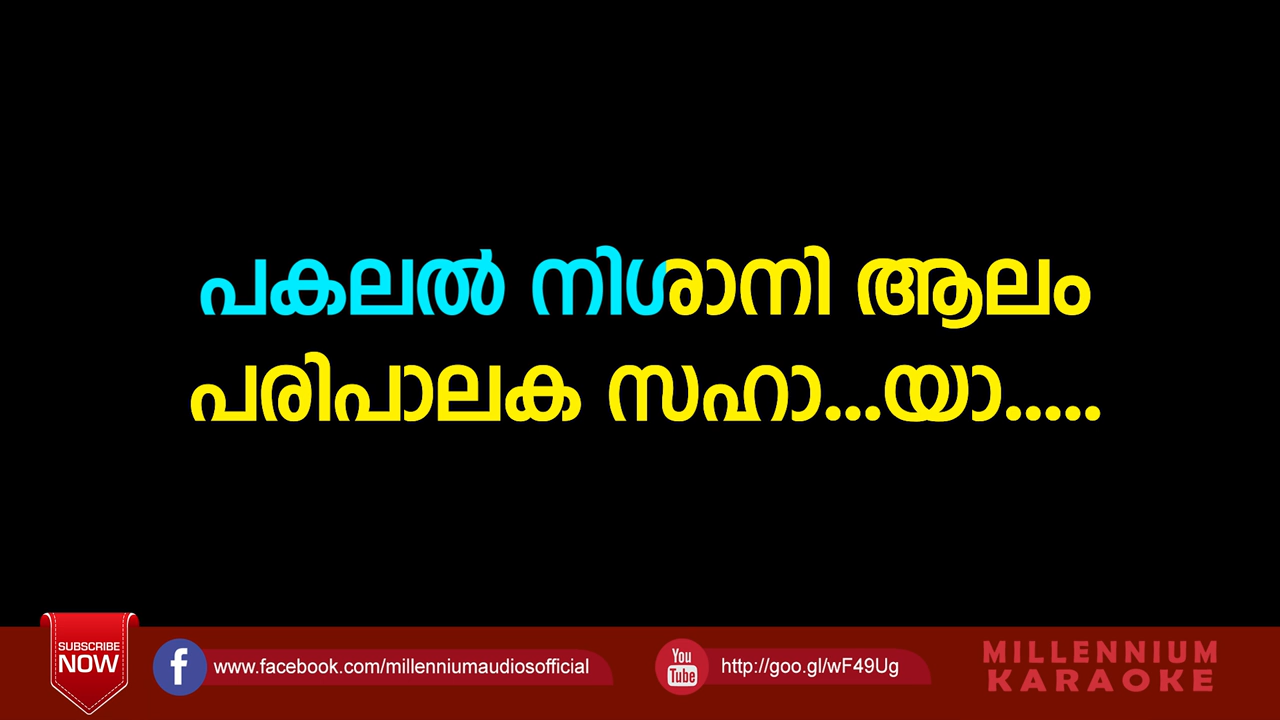 പകലൽ നിശാനി ആലം
പരിപാലക സഹാ...യാ.....
SUBSCRIBE
NOW
www.facebook.com/millenniumaudiosofficial
You
Tube
http://goo.gl/wF49Ug
MILLENNIUM
KARAOKE